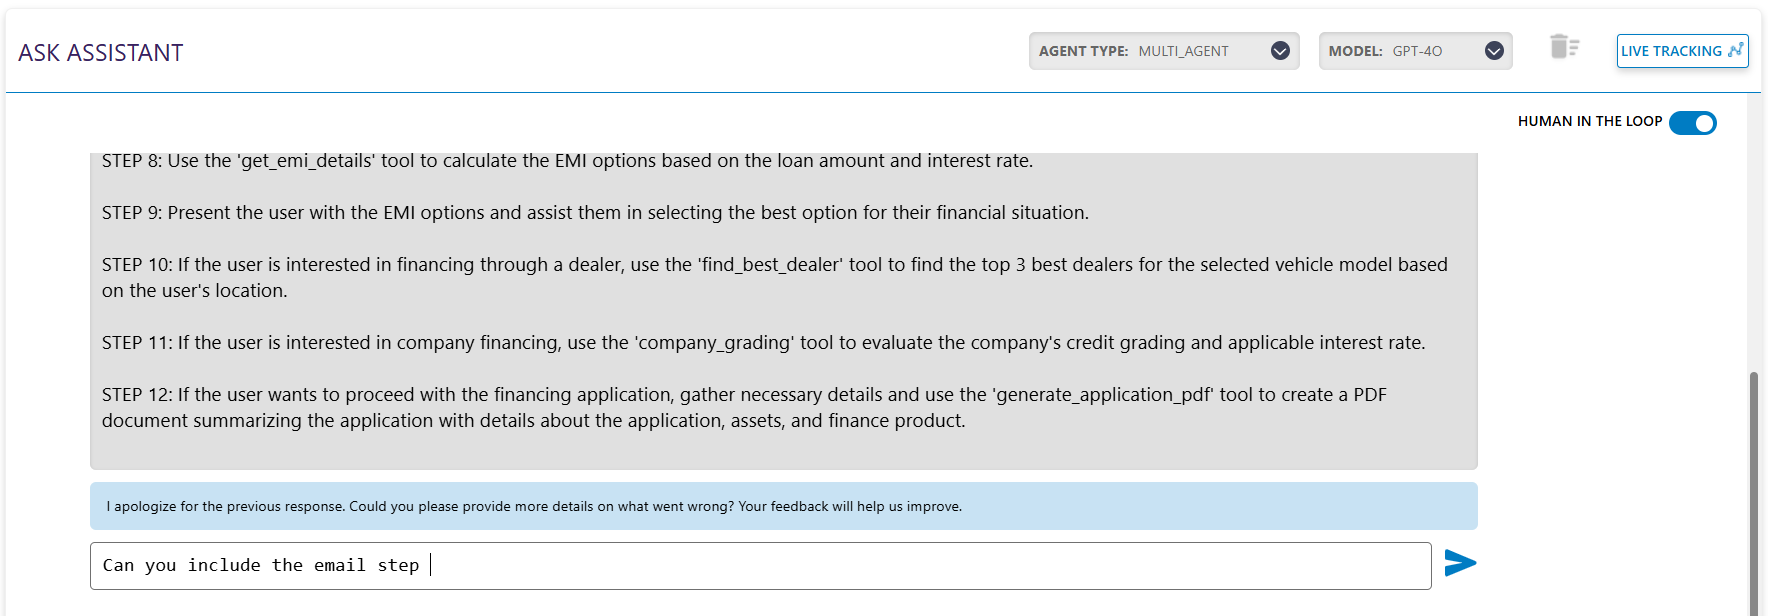 ASK ASSISTANT
AGENT TYPE: MULTI_AGENT
MODEL: GPT-4O
LIVE TRACKING
HUMAN IN THE LOOP
STEP 8: Use the 'get_emi_details' tool to calculate the EMI options based on the loan amount and interest rate.
STEP 9: Present the user with the EMI options and assist them in selecting the best option for their financial situation.
STEP 10: If the user is interested in financing through a dealer, use the 'find_best_dealer' tool to find the top 3 best dealers for the selected vehicle model based
on the user's location.
STEP 11: If the user is interested in company financing, use the 'company_grading' tool to evaluate the company's credit grading and applicable interest rate.
STEP 12: If the user wants to proceed with the financing application, gather necessary details and use the 'generate_application_pdf' tool to create a PDF
document summarizing the application with details about the application, assets, and finance product.
I apologize for the previous response. Could you please provide more details on what went wrong? Your feedback will help us improve.
Can you include the email step